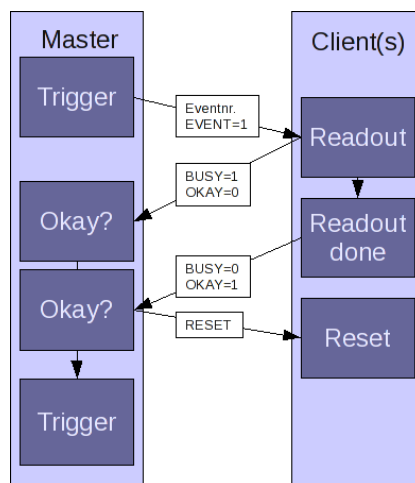 Master
Client(s)
Trigger
Eventnr.
EVENT=1
Readout
BUSY=1
OKAY=0
Okay?
Readout
done
BUSY=0
OKAY=1
Okay?
RESET
Reset
Trigger